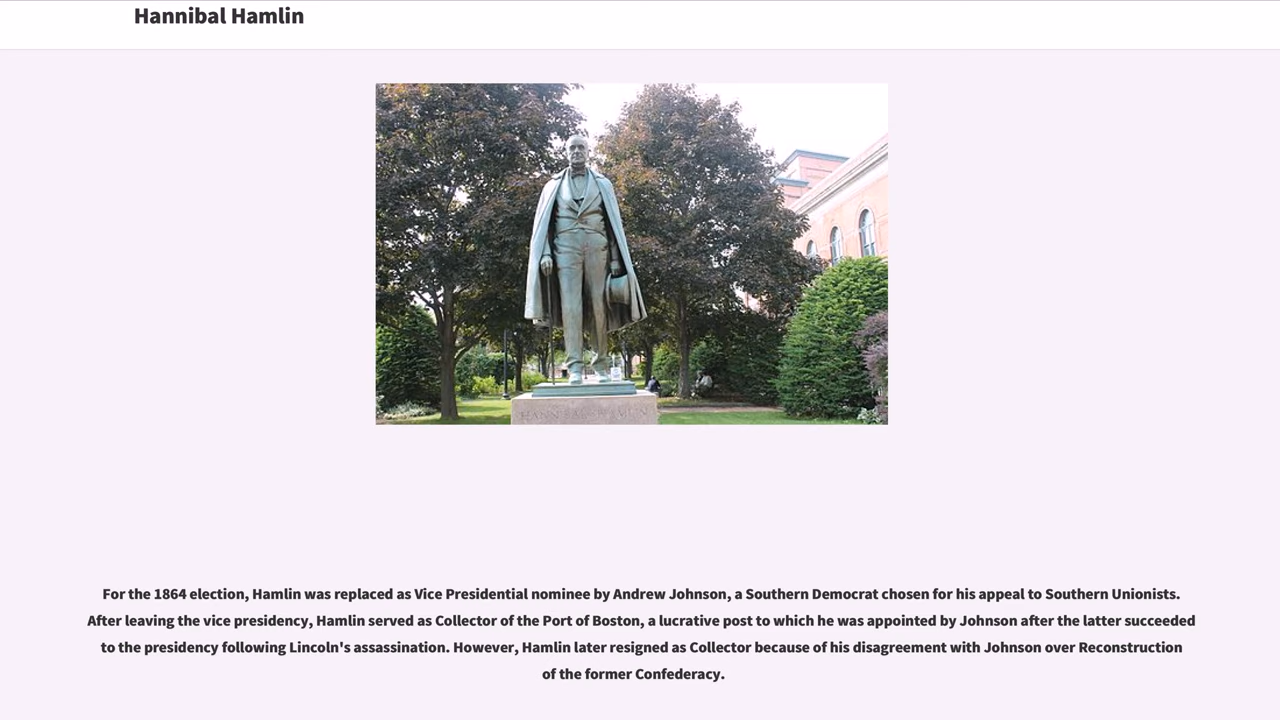 Hannibal Hamlin
HANNIBAL HAMLIN
For the 1864 election, Hamlin was replaced as Vice Presidential nominee by Andrew Johnson, a Southern Democrat chosen for his appeal to Southern Unionists.
After leaving the vice presidency, Hamlin served as Collector of the Port of Boston, a lucrative post to which he was appointed by Johnson after the latter succeeded
to the presidency following Lincoln's assassination. However, Hamlin later resigned as Collector because of his disagreement with Johnson over Reconstruction
of the former Confederacy.